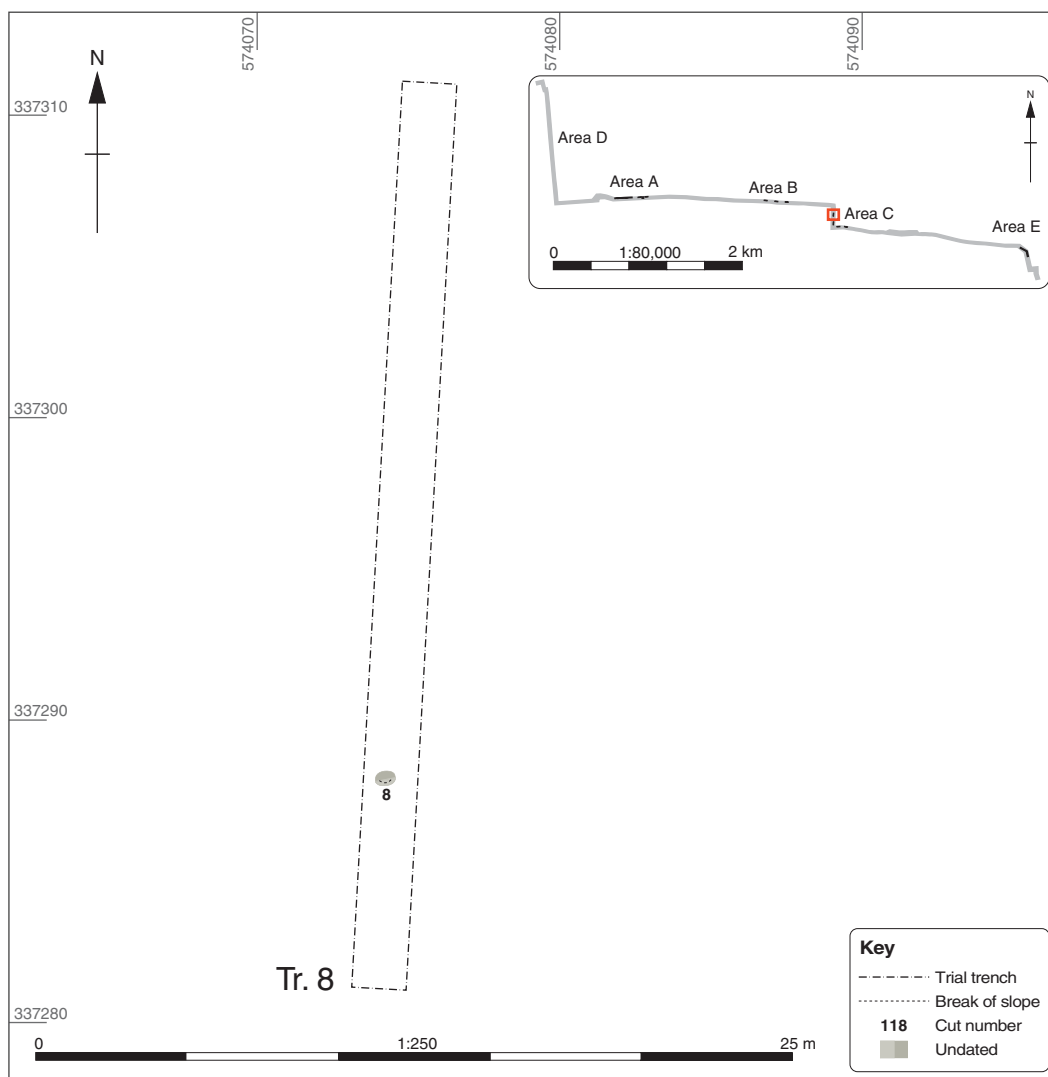 574070
574080
574090
N
337310
N
Area D
Area A
Area B
Area C
Area E
0
1:80,000
2 km
337300
337290
8
Tr. 8
337280
0
1:250
25 m
Key
Trial trench
Break of slope
118 Cut number
Undated